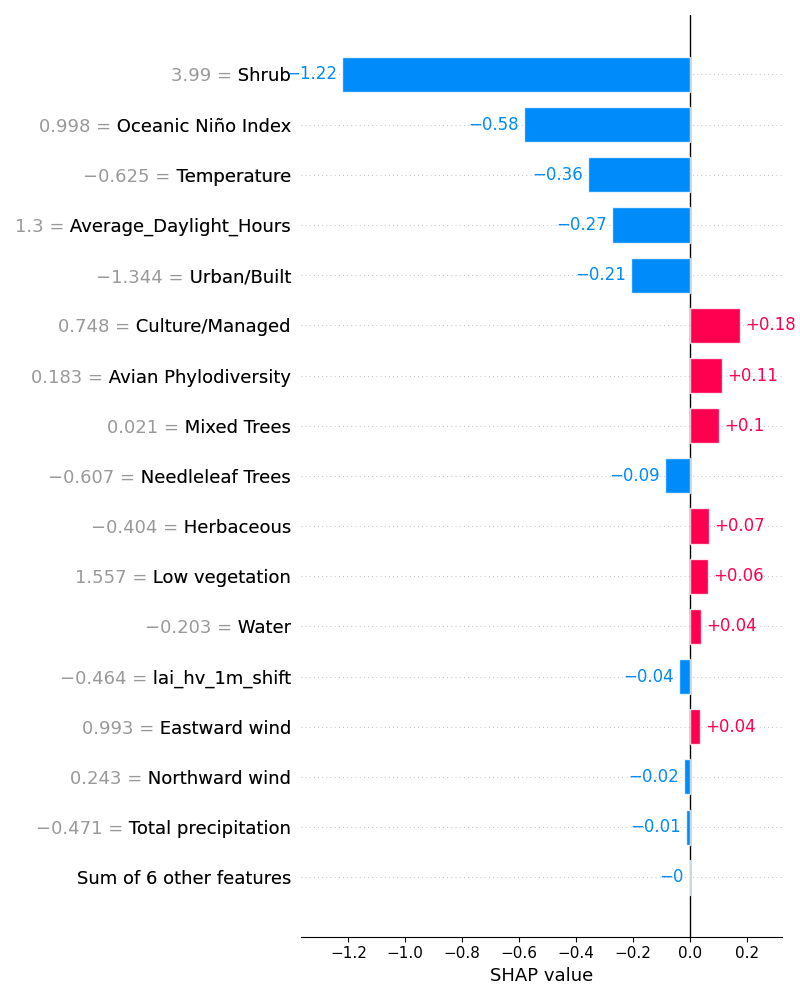 3.99 = Shrub −1.22
0.998 = Oceanic Niño Index −0.58
−0.625 = Temperature −0.36
1.3 = Average_Daylight_Hours −0.27
−1.344 = Urban/Built −0.21
0.748 = Culture/Managed +0.18
0.183 = Avian Phylodiversity +0.11
0.021 = Mixed Trees +0.1
−0.607 = Needleleaf Trees −0.09
−0.404 = Herbaceous +0.07
1.557 = Low vegetation +0.06
−0.203 = Water +0.04
−0.464 = lai_hv_1m_shift −0.04
0.993 = Eastward wind +0.04
0.243 = Northward wind −0.02
−0.471 = Total precipitation −0.01
Sum of 6 other features −0
−1.2 −1.0 −0.8 −0.6 −0.4 −0.2 0.0 0.2
SHAP value